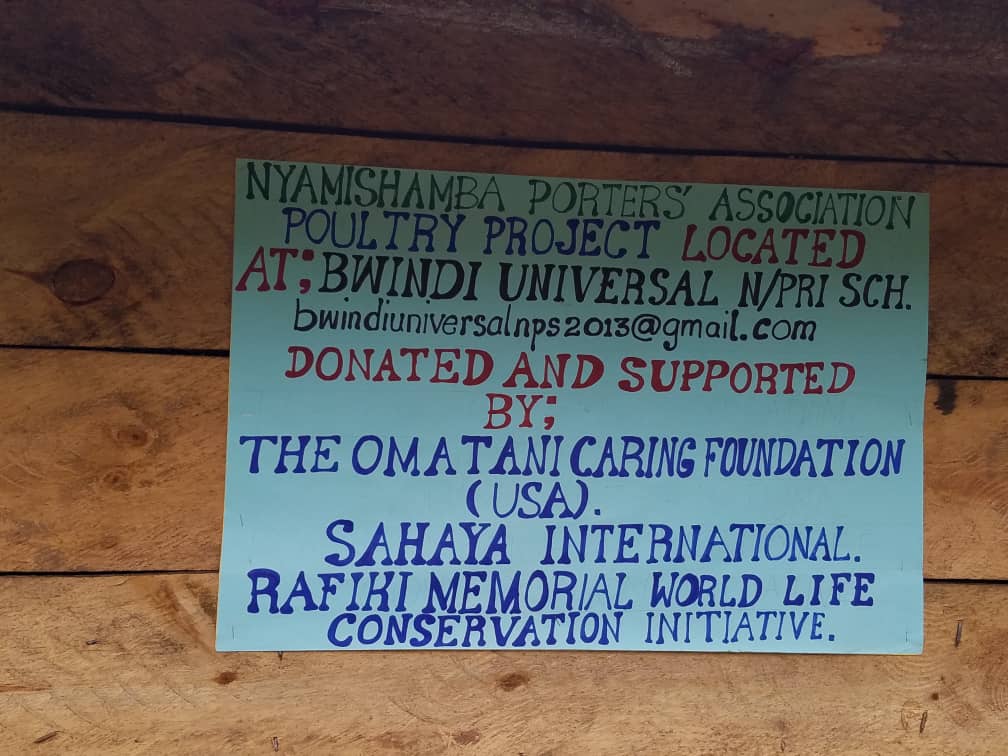 NYAMISHAMBA PORTERS' ASSOCIATION
POULTRY PROJECT LOCATED
AT; BWINDI UNIVERSAL N/PRI SCH.
bwindiuniversalnps2013@gmail.com
DONATED AND SUPPORTED
BY;
THE OMATANI CARING FOUNDATION
(USA).
SAHAYA INTERNATIONAL.
RAFIKI MEMORIAL WORLD LIFE
CONSERVATION INITIATIVE.